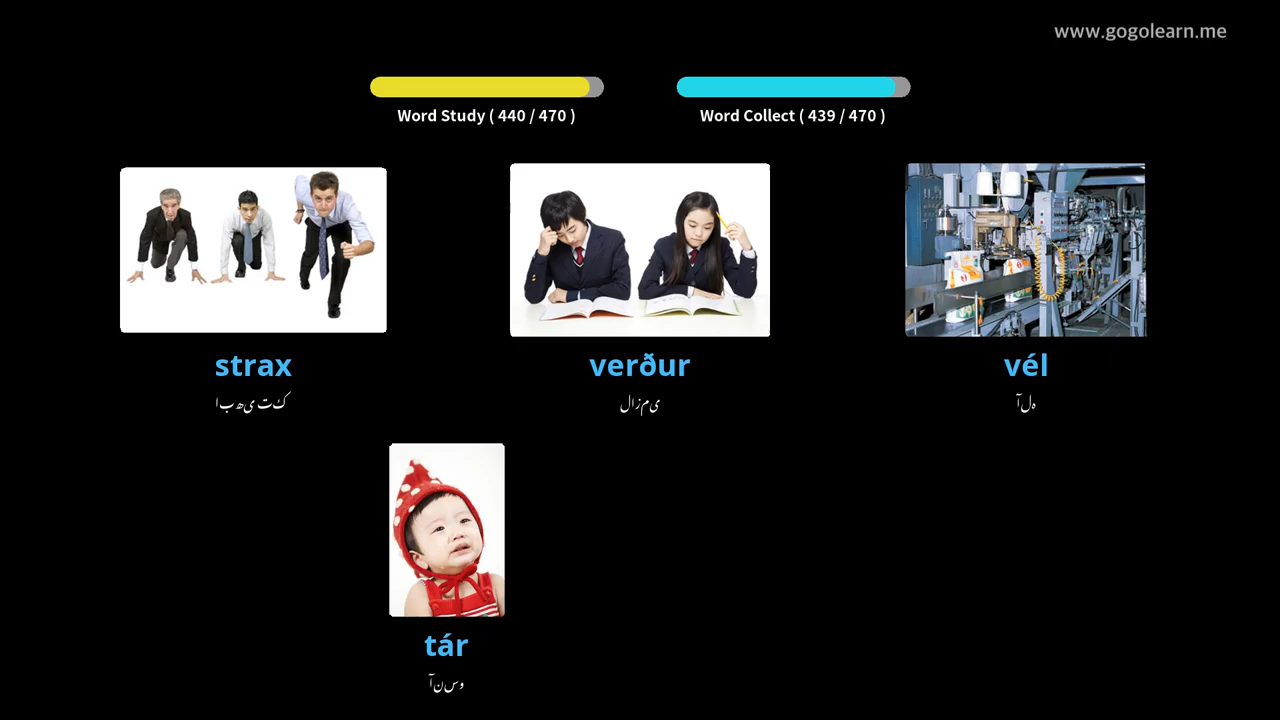 www.gogolearn.me
Word Study ( 440 / 470 )
Word Collect ( 439 / 470 )
strax
verður
vél
ابھی تک
لازمی
آلہ
tár
آنسو